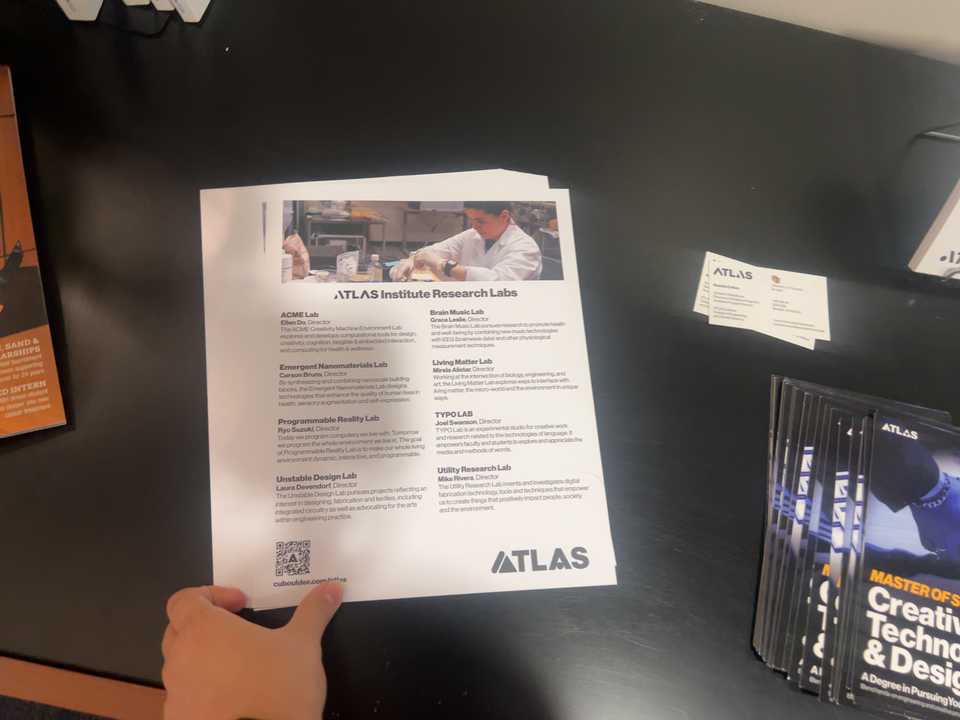 ATLAS Institute Research Labs
ACME Lab
Ellen Do, Director
The ACME Creativity Machine Environment Lab
explores and develops computational tools for design,
creativity, cognition, tangible & embedded interaction,
and computing for health & wellness.
Emergent Nanomaterials Lab
Carson Bruns, Director
By synthesizing and combining nanoscale building
blocks, the Emergent Nanomaterials Lab designs
technologies that enhance the quality of human life in
health, sensory augmentation and self-expression.
Programmable Reality Lab
Ryo Suzuki, Director
Today we program computers we live with. Tomorrow
we program the whole environment we live in. The goal
of Programmable Reality Lab is to make our whole living
environment dynamic, interactive, and programmable.
Unstable Design Lab
Laura Devendorf, Director
The Unstable Design Lab pursues projects reflecting an
interest in designing, fabrication and textiles, including
integrated circuitry as well as advocating for the arts
within engineering practice.
Brain Music Lab
Grace Leslie, Director
The Brain Music Lab pursues research to promote health
and well-being by combining new music technologies
with EEG (brainwave data) and other physiological
measurement techniques.
Living Matter Lab
Mirela Alistar, Director
Working at the intersection of biology, engineering, and
art, the Living Matter Lab explores ways to interface with
living matter, the micro-world and the environment in unique
ways.
TYPO LAB
Joel Swanson, Director
TYPO Lab is an experimental studio for creative work
and research related to the technologies of language. It
empowers faculty and students to explore and appreciate the
media and methods of words.
Utility Research Lab
Mike Rivera, Director
The Utility Research Lab invents and investigates digital
fabrication technology, tools and techniques that empower
us to create things that positively impact people, society
and the environment.
cuboulder.com/atlas
ATLAS
ATLAS
SAND &
ED INTERN
ATLAS
MASTER OF S
Creativ
Techno
& Desig
A Degree in Pursuing Yo